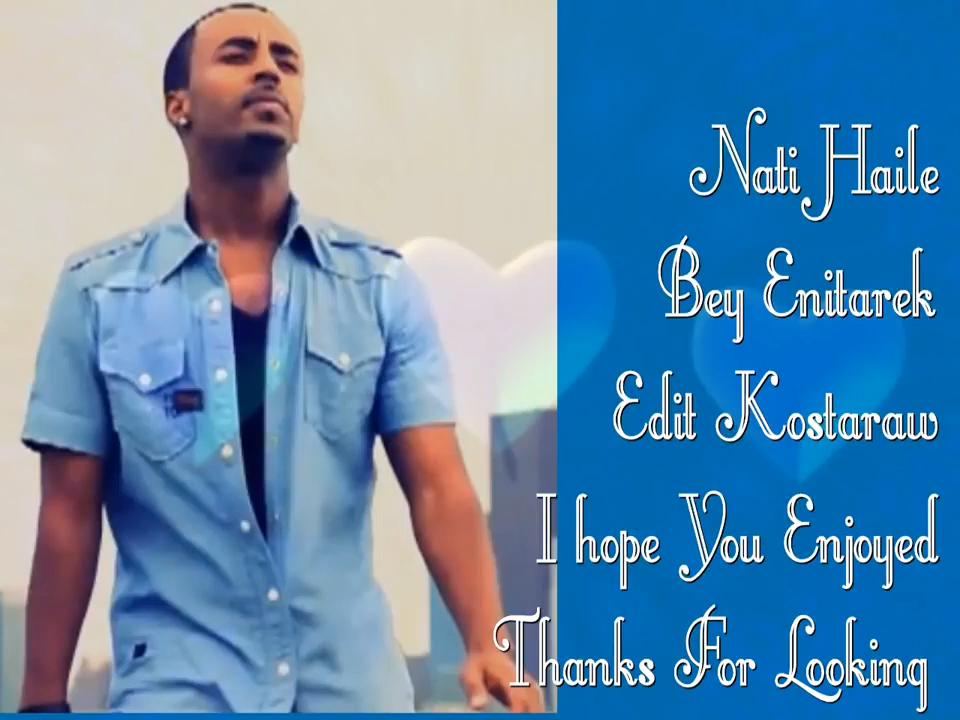 Nati Haile
Bey Enitarek
Edit Kostaraw
I hope You Enjoyed
Thanks For Looking